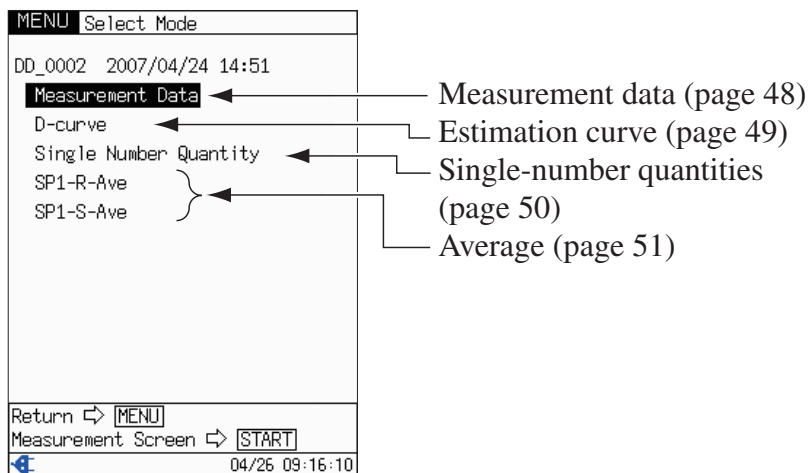 MENU Select Mode
DD_0002 2007/04/24 14:51
Measurement Data
D-curve
Single Number Quantity
SP1-R-Ave
SP1-S-Ave
Return ⇨ MENU
Measurement Screen ⇨ START
04/26 09:16:10
Measurement data (page 48)
Estimation curve (page 49)
Single-number quantities
(page 50)
Average (page 51)